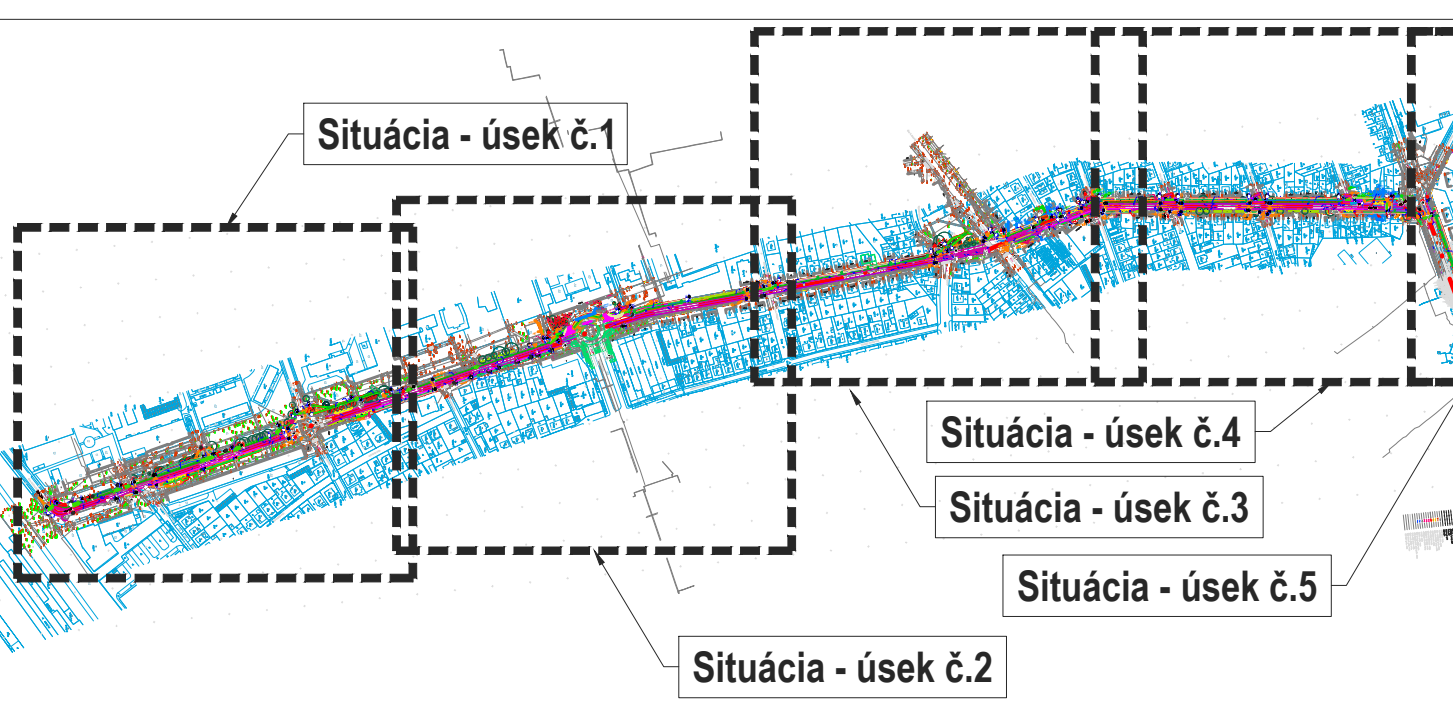 Situácia - úsek č.1
Situácia - úsek č.4
Situácia - úsek č.3
Situácia - úsek č.5
Situácia - úsek č.2